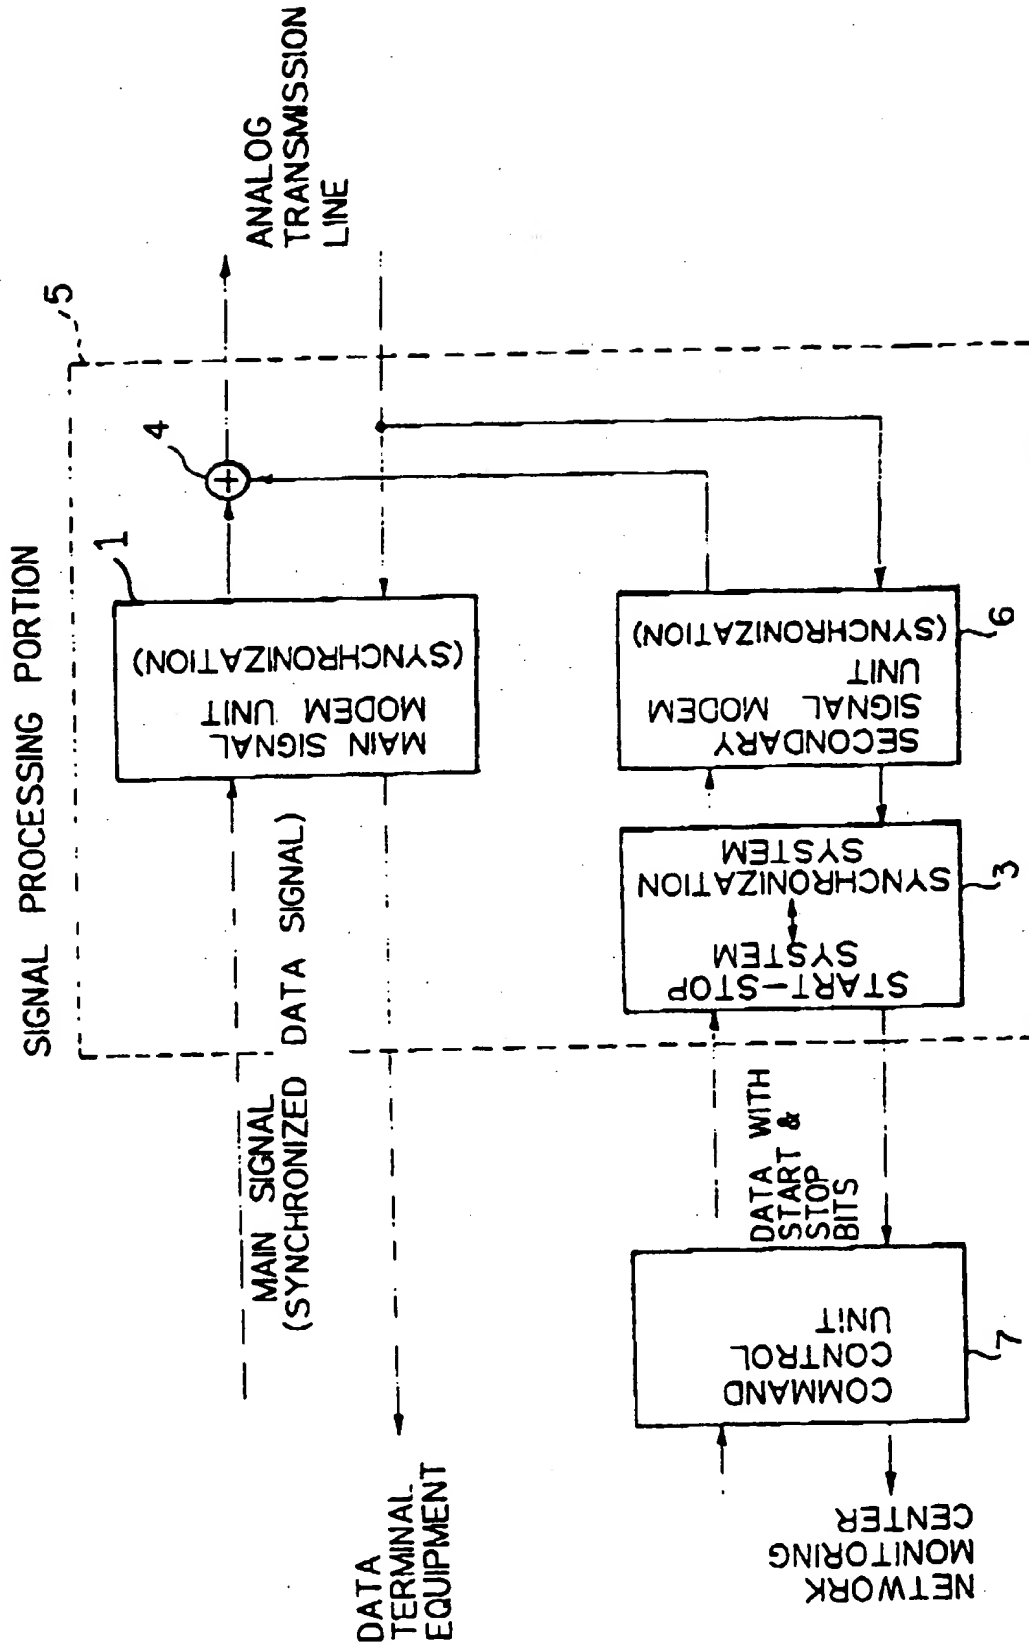 SIGNAL PROCESSING PORTION
5
ANALOG
TRANSMISSION
LINE
4
1
MAIN SIGNAL
MODEM UNIT
(SYNCHRONIZATION)
MAIN SIGNAL
(SYNCHRONIZED DATA SIGNAL)
DATA
TERMINAL
EQUIPMENT
SECONDARY
SIGNAL MODEM
UNIT
(SYNCHRONIZATION)
6
START-STOP
SYSTEM
SYNCHRONIZATION
SYSTEM
3
DATA WITH
START &
STOP
BITS
COMMAND
CONTROL
UNIT
7
NETWORK
MONITORING
CENTER